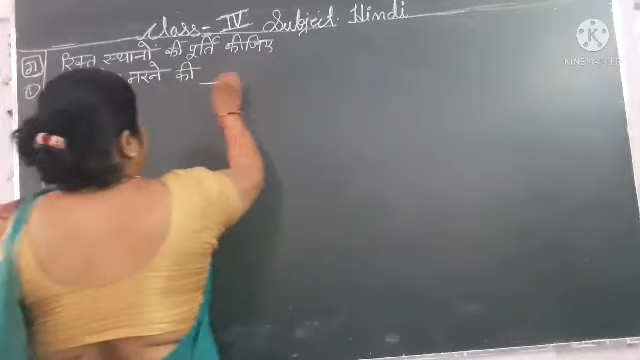 Class - IV Subject. Hindi
ग) रिक्त स्थानों की पूर्ति कीजिए
① मरने की
K
KINEMASTER